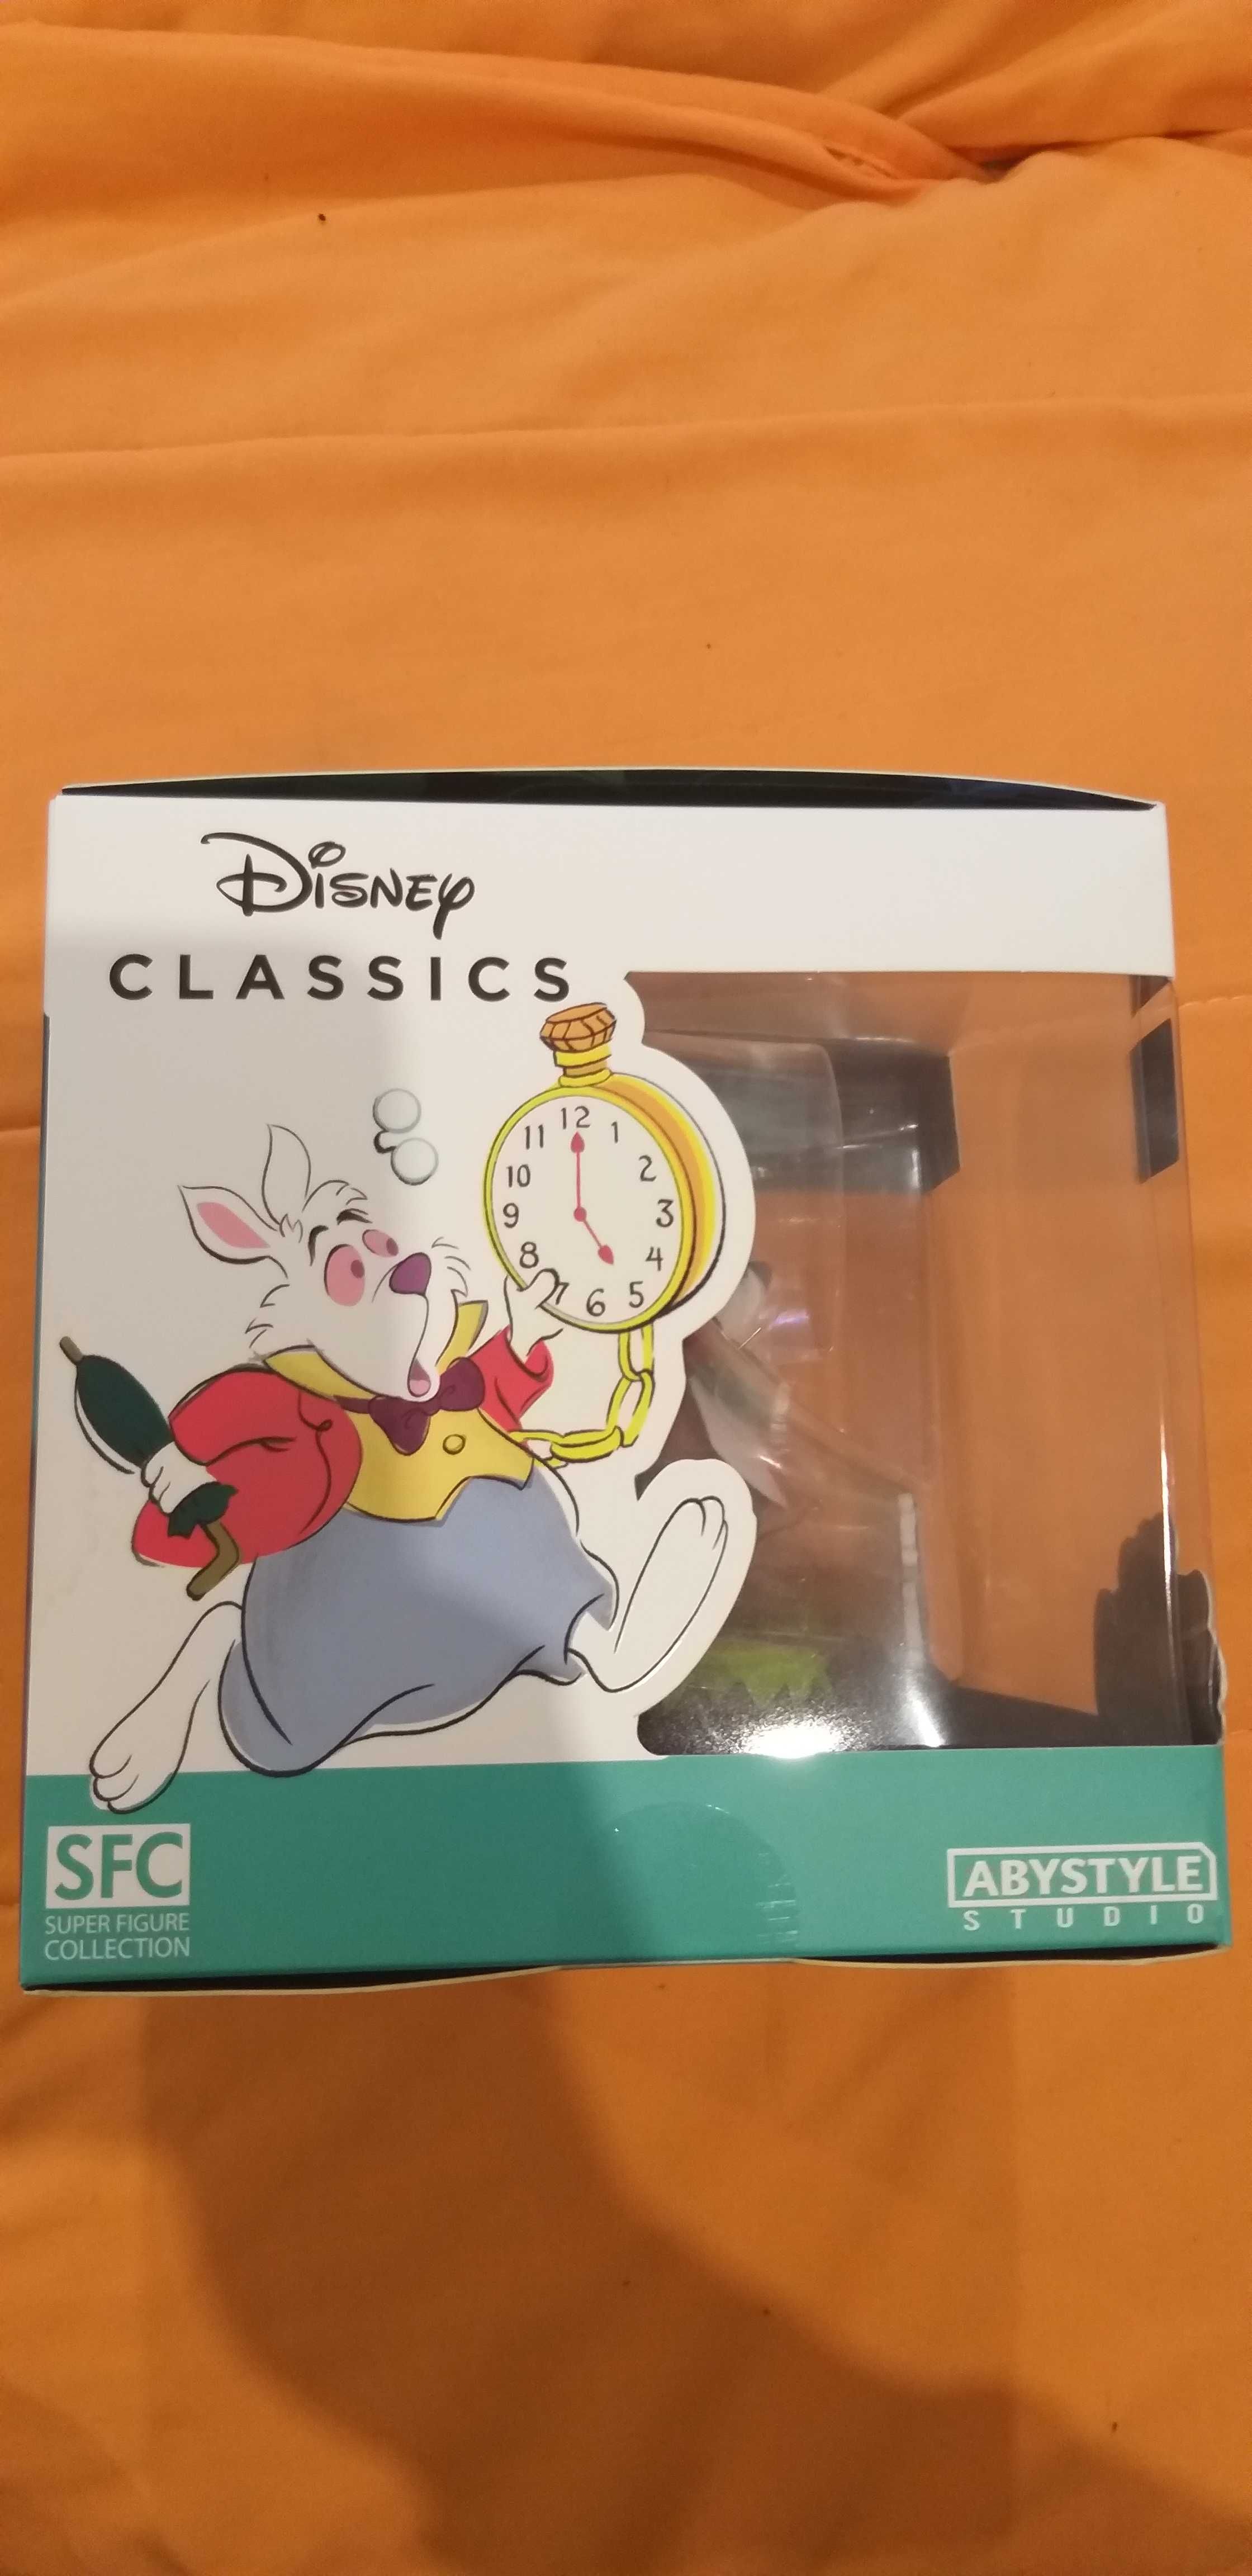 DISNEY
CLASSICS
12
11
1
10
2
9
3
8
4
7
6
5
SFC
SUPER FIGURE
COLLECTION
ABYSTYLE
STUDIO